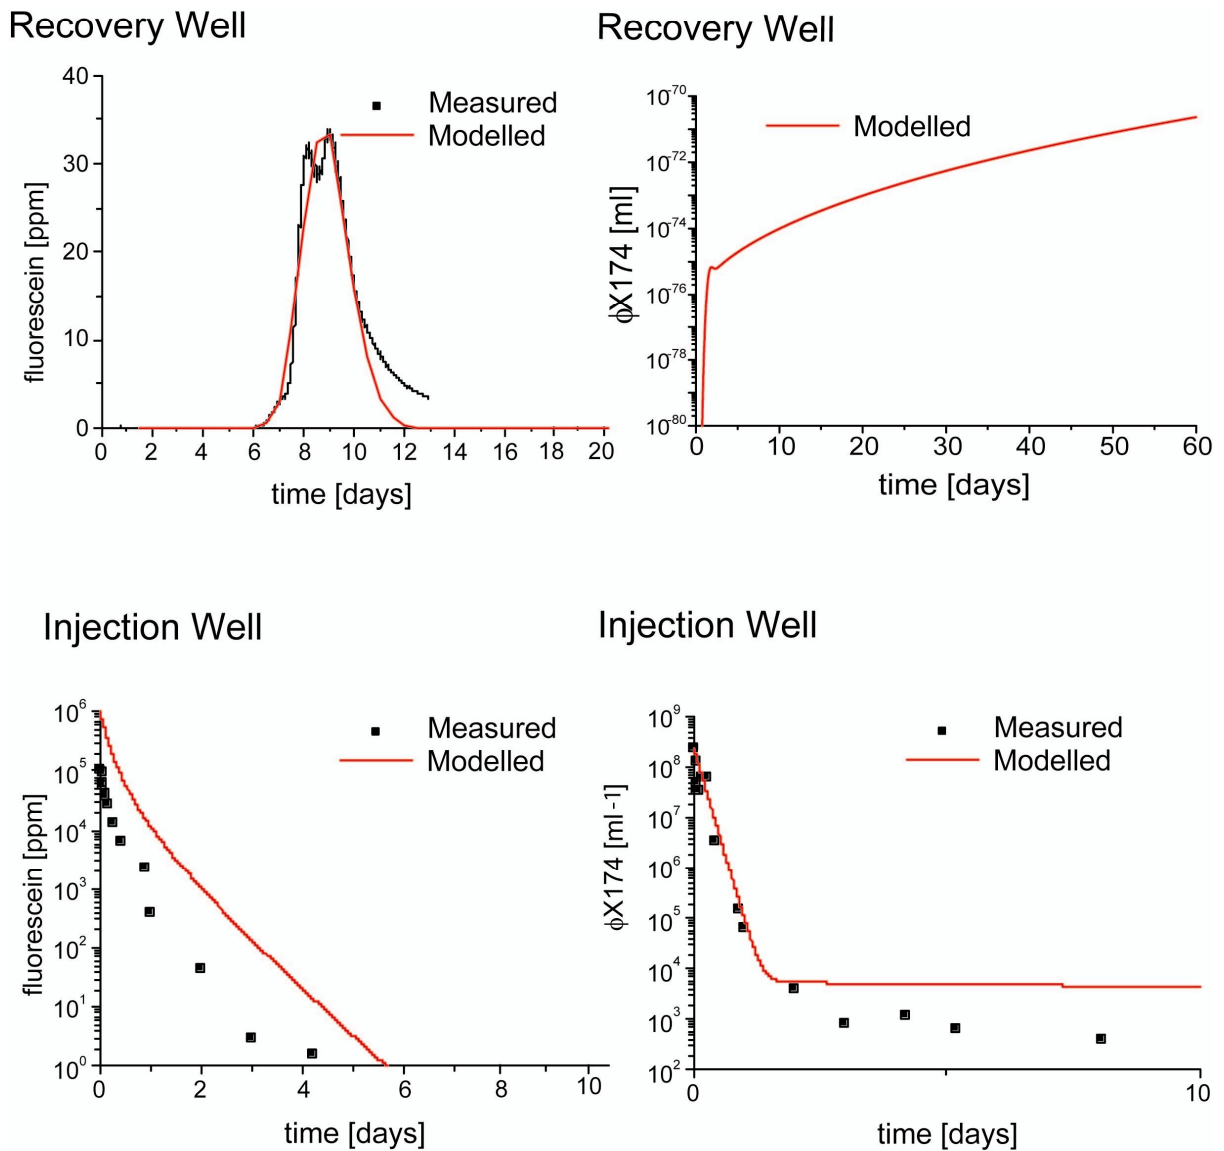 Recovery Well
40
30
20
10
0
fluorescein [ppm]
Measured
Modelled
0 2 4 6 8 10 12 14 16 18 20
time [days]
Recovery Well
10-70
10-72
10-74
10-76
10-78
10-80
ϕX174 [ml]
Modelled
0 10 20 30 40 50 60
time [days]
Injection Well
10^6
10^5
10^4
10^3
10^2
10^1
10^0
fluorescein [ppm]
Measured
Modelled
0 2 4 6 8 10
time [days]
Injection Well
10^9
10^8
10^7
10^6
10^5
10^4
10^3
10^2
ϕX174 [ml-1]
Measured
Modelled
0 10
time [days]